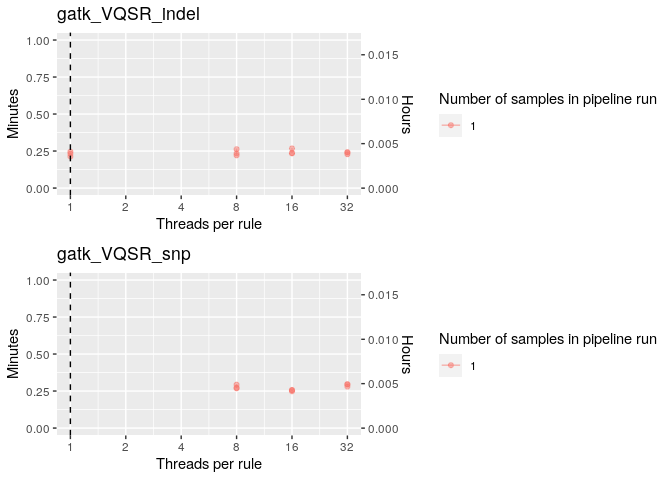 gatk_VQSR_indel
1.00
0.75
0.50
0.25
0.00
Minutes
0.015
0.010
0.005
0.000
Hours
1 2 4 8 16 32
Threads per rule
Number of samples in pipeline run
1
gatk_VQSR_snp
1.00
0.75
0.50
0.25
0.00
Minutes
0.015
0.010
0.005
0.000
Hours
1 2 4 8 16 32
Threads per rule
Number of samples in pipeline run
1